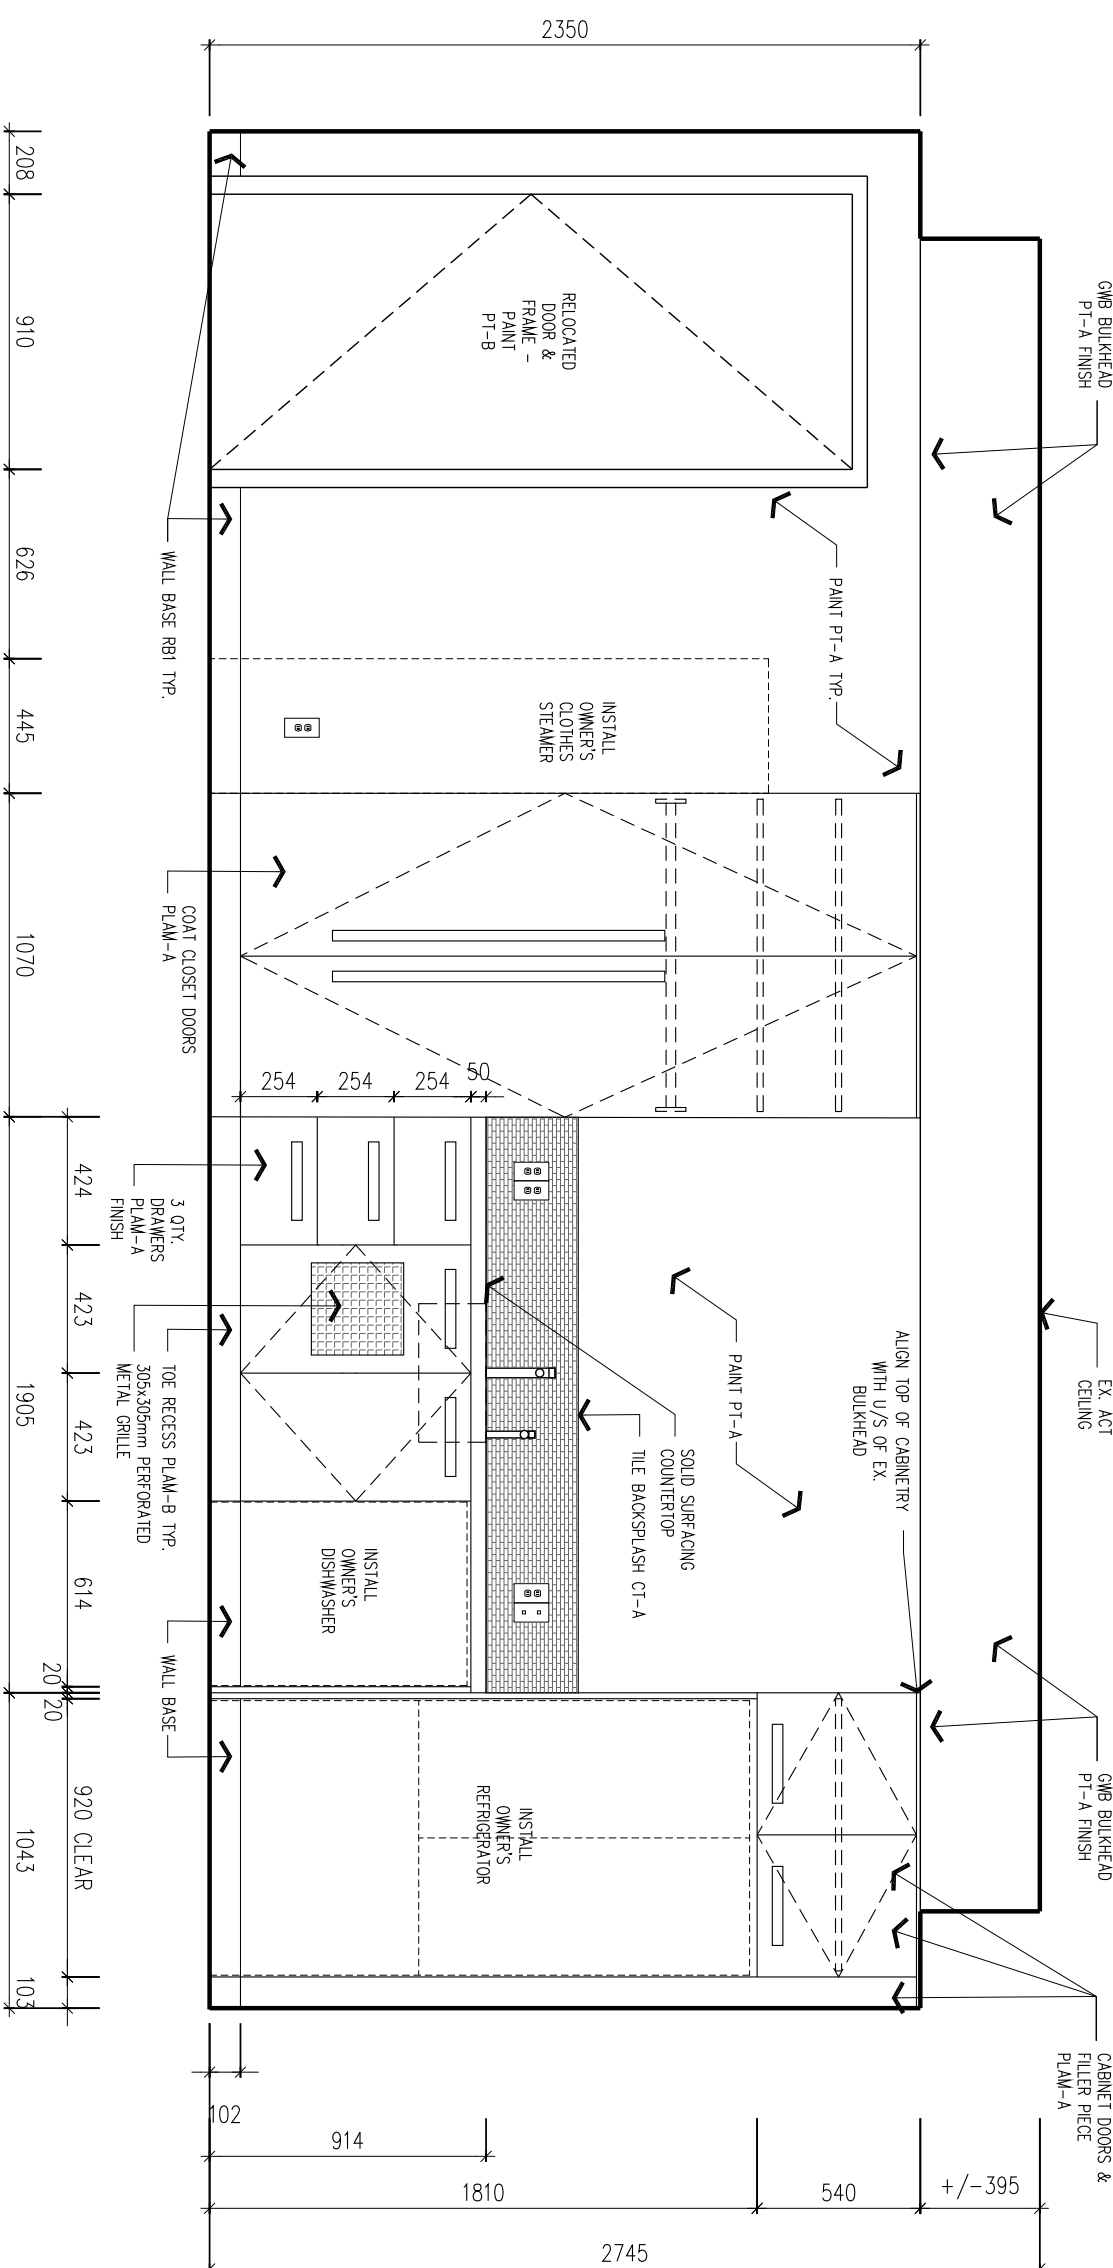 2350
GWB BULKHEAD
PT-A FINISH
EX. ACT
CEILING
GWB BULKHEAD
PT-A FINISH
CABINET DOORS &
FILLER PIECE
PLAM-A
ALIGN TOP OF CABINETRY
WITH U/S OF EX.
BULKHEAD
PAINT PT-A TYP.
PAINT PT-A
RELOCATED
DOOR &
FRAME -
PAINT
PT-B
INSTALL
OWNER'S
CLOTHES
STEAMER
SOLID SURFACING
COUNTERTOP
TILE BACKSPLASH CT-A
INSTALL
OWNER'S
REFRIGERATOR
INSTALL
OWNER'S
DISHWASHER
50
254
254
254
WALL BASE RB1 TYP.
COAT CLOSET DOORS
PLAM-A
3 QTY.
DRAWERS
PLAM-A
FINISH
TOE RECESS PLAM-B TYP.
305x305mm PERFORATED
METAL GRILLE
WALL BASE
424
423
423
614
20
20
920 CLEAR
208
910
626
445
1070
1905
1043
103
102
914
1810
540
+/-395
2745